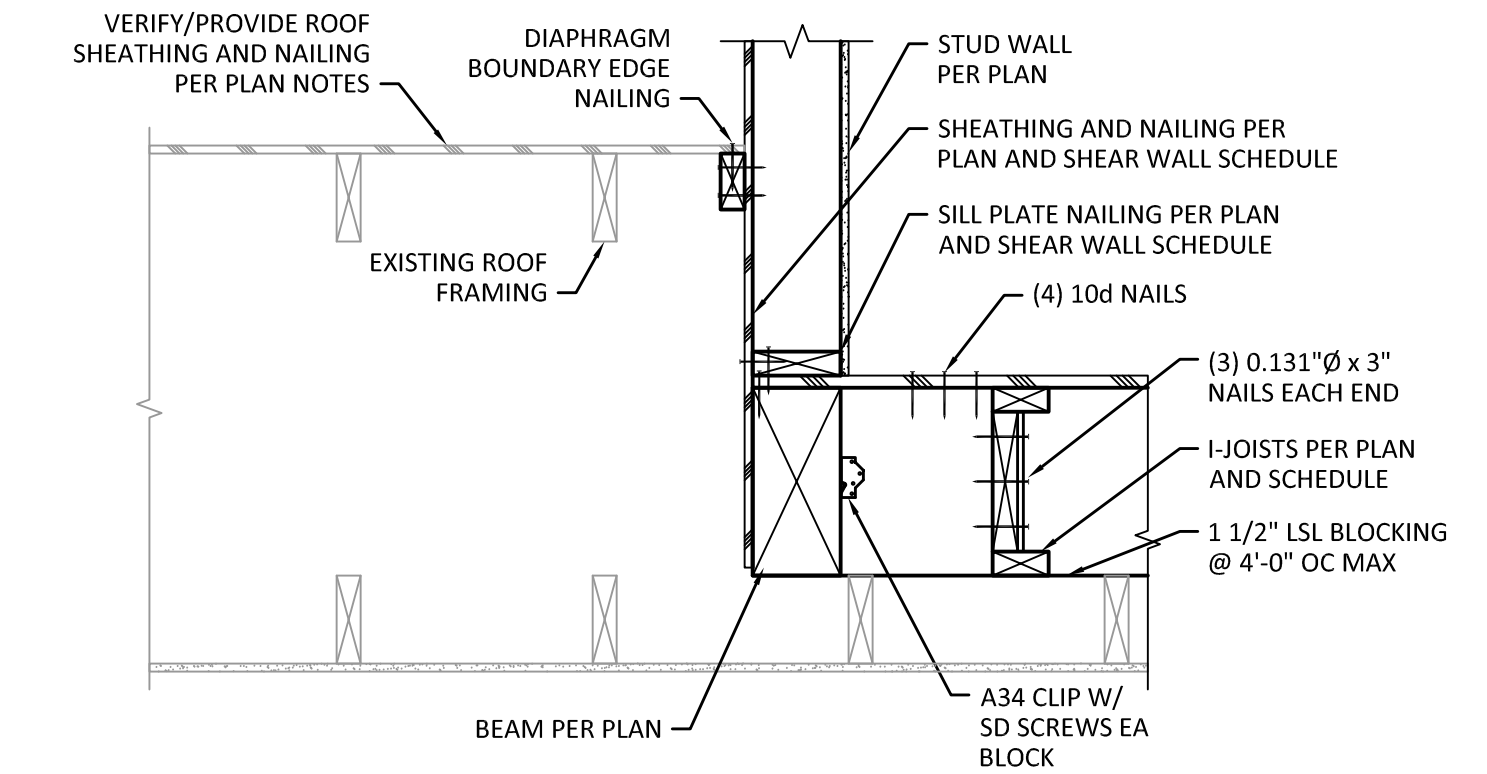 VERIFY/PROVIDE ROOF
SHEATHING AND NAILING
PER PLAN NOTES
DIAPHRAGM
BOUNDARY EDGE
NAILING
STUD WALL
PER PLAN
SHEATHING AND NAILING PER
PLAN AND SHEAR WALL SCHEDULE
SILL PLATE NAILING PER PLAN
AND SHEAR WALL SCHEDULE
EXISTING ROOF
FRAMING
(4) 10d NAILS
(3) 0.131"Ø x 3"
NAILS EACH END
I-JOISTS PER PLAN
AND SCHEDULE
1 1/2" LSL BLOCKING
@ 4'-0" OC MAX
A34 CLIP W/
SD SCREWS EA
BLOCK
BEAM PER PLAN